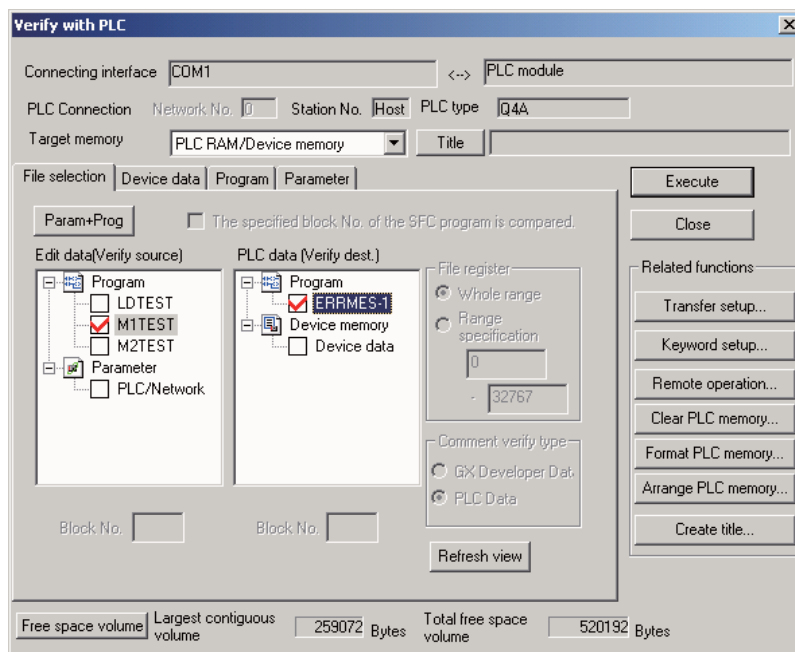 Verify with PLC
Connecting interface COM1 <--> PLC module
PLC Connection Network No. 0 Station No. Host PLC type Q4A
Target memory PLC RAM/Device memory Title
File selection Device data Program Parameter
Execute
Param+Prog The specified block No. of the SFC program is compared.
Close
Edit data(Verify source) PLC data (Verify dest.)
Program
LDTEST
M1TEST
M2TEST
Parameter
PLC/Network
Program
ERRMES-1
Device memory
Device data
File register
Whole range
Range
specification
0
- 32767
Comment verify type
GX Developer Dat
PLC Data
Block No. Block No.
Refresh view
Related functions
Transfer setup...
Keyword setup...
Remote operation...
Clear PLC memory...
Format PLC memory...
Arrange PLC memory...
Create title...
Free space volume Largest contiguous
volume 259072 Bytes Total free space
volume 520192 Bytes